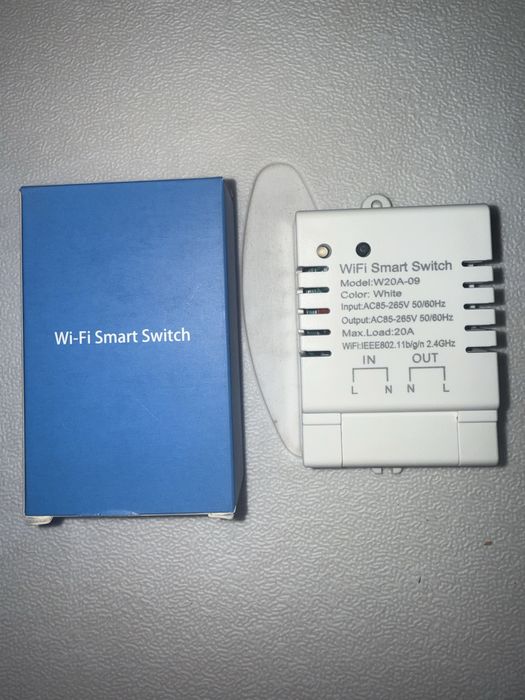 Wi-Fi Smart Switch
WiFi Smart Switch
Model:W20A-09
Color: White
Input:AC85-265V 50/60Hz
Output:AC85-265V 50/60Hz
Max.Load:20A
WiFi:IEEE802.11b/g/n 2.4GHz
IN OUT
L N N L